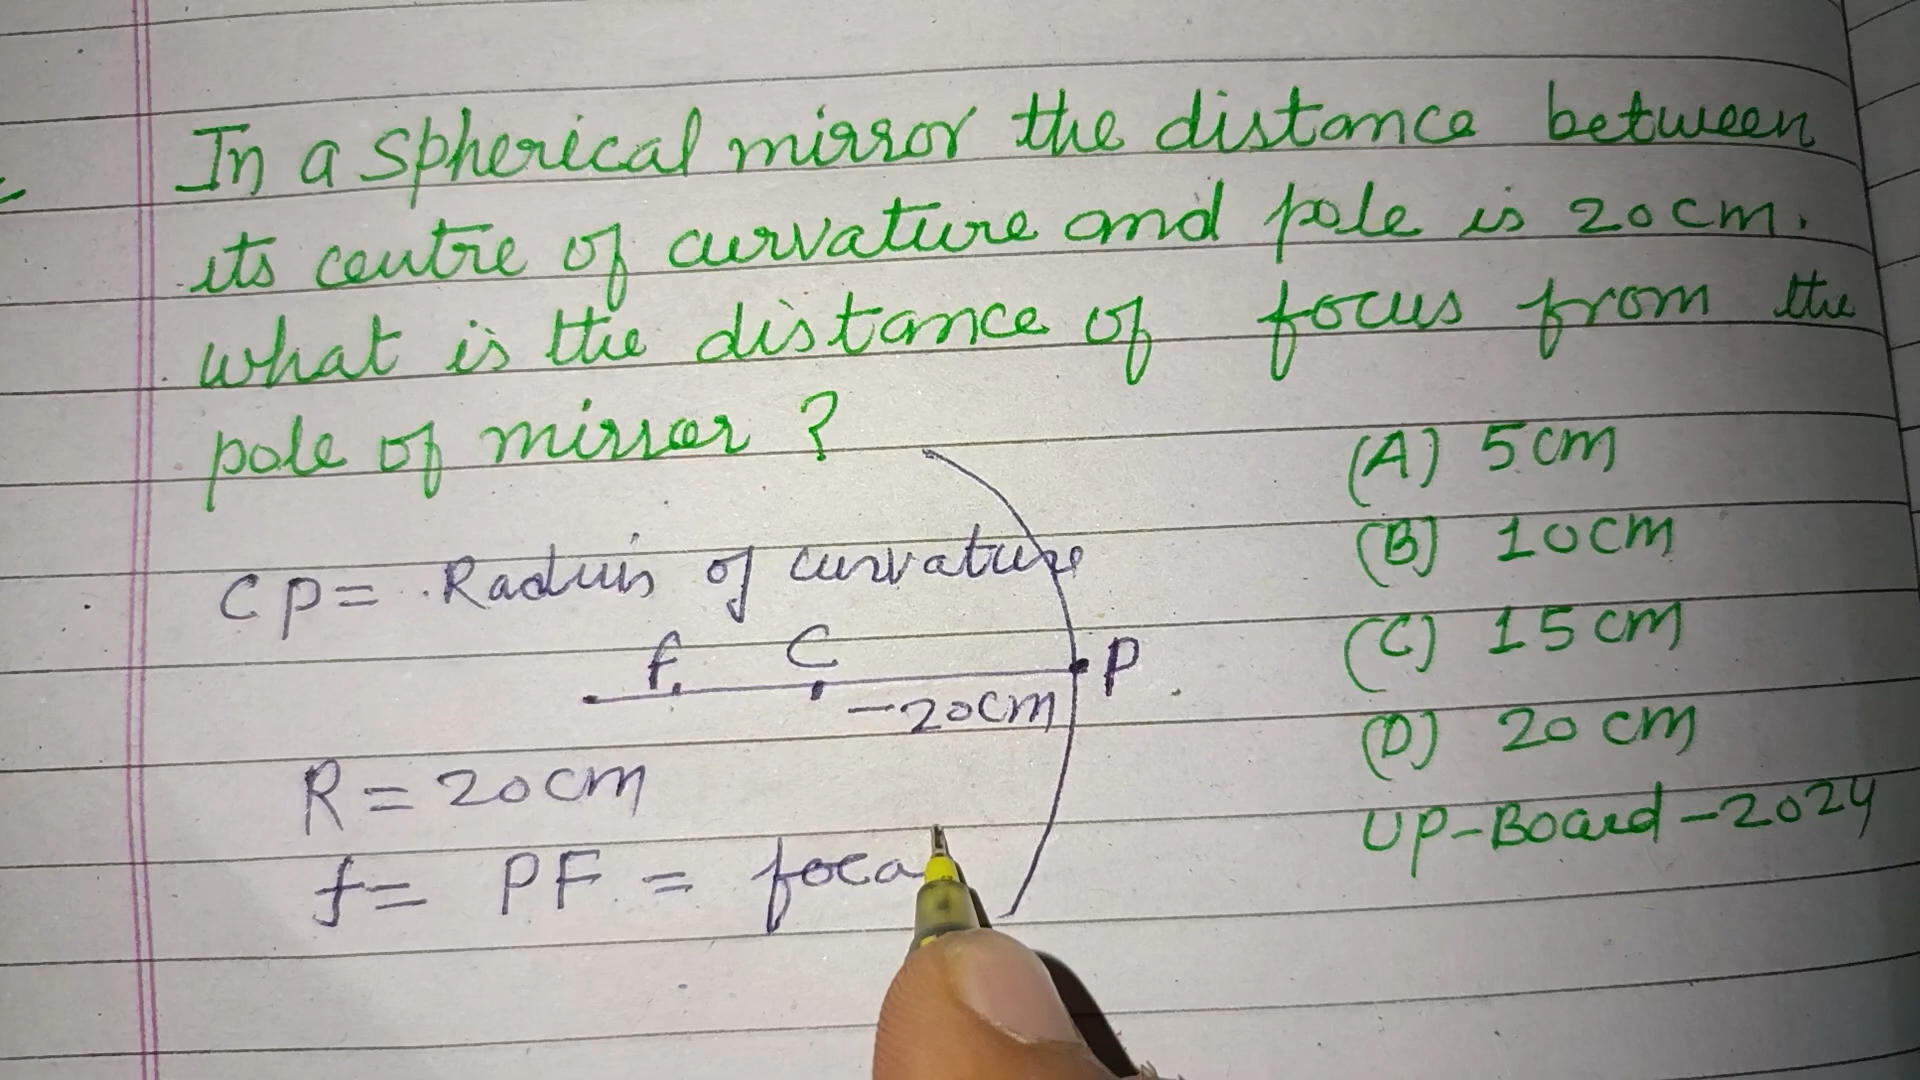 In a spherical mirror the distance between
its centre of curvature and pole is 20cm.
what is the distance of focus from the
pole of mirror ?
(A) 5cm
(B) 10cm
(C) 15cm
(D) 20cm
UP-Board-2024
CP = Radius of curvature
f C P
-20cm
R = 20cm
f = PF = foca